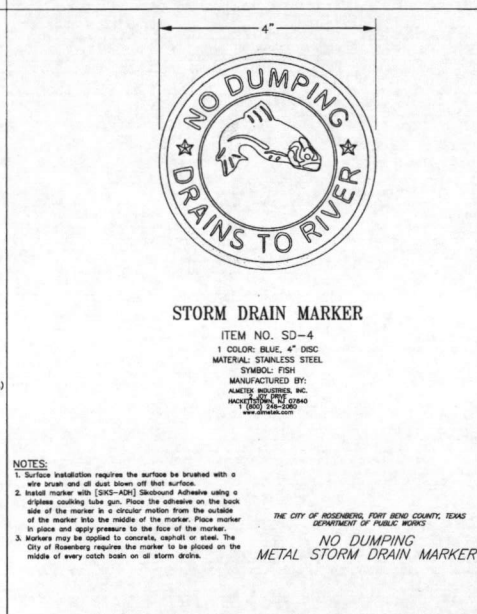 4"
NO DUMPING
DRAINS TO RIVER
STORM DRAIN MARKER
ITEM NO. SD-4
1 COLOR: BLUE, 4" DISC
MATERIAL: STAINLESS STEEL
SYMBOL: FISH
MANUFACTURED BY:
ALMETEK INDUSTRIES, INC.
2 JOY DRIVE
HACKETTSTOWN, NJ 07840
1 (800) 248-2080
www.almetek.com
NOTES:
1. Surface installation requires the surface be brushed with a
wire brush and all dust blown off that surface.
2. Install marker with [SKS-ADH] Sikabound Adhesive using a
dripless caulking tube gun. Place the adhesive on the back
side of the marker in a circular motion from the outside
of the marker into the middle of the marker. Place marker
in place and apply pressure to the face of the marker.
3. Markers may be applied to concrete, asphalt or steel. The
City of Rosenberg requires the marker to be placed on the
middle of every catch basin on all storm drains.
THE CITY OF ROSENBERG, FORT BEND COUNTY, TEXAS
DEPARTMENT OF PUBLIC WORKS
NO DUMPING
METAL STORM DRAIN MARKER